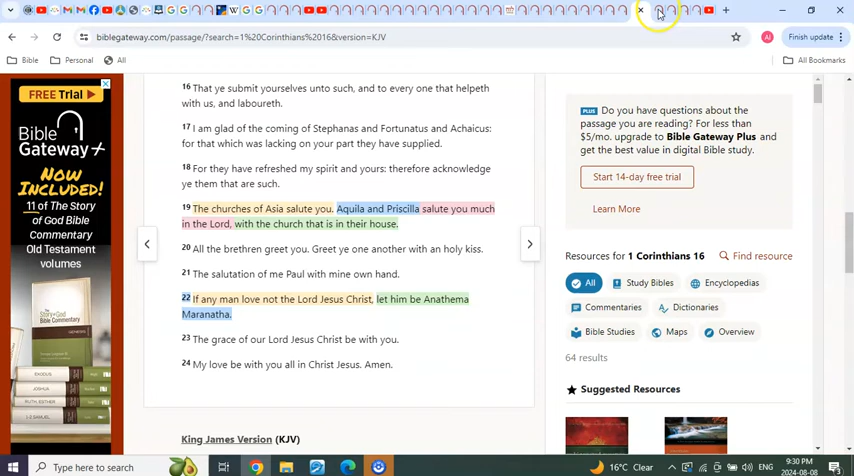 Finish update
biblegateway.com/passage/?search=1%20Corinthians%2016&version=KJV
AI
Bible
Personal
All
All Bookmarks
FREE Trial
BIBLE
GATEWAY+
NOW
INCLUDED!
11 of The Story
of God Bible
Commentary
Old Testament
volumes
16 That ye submit yourselves unto such, and to every one that helpeth
with us, and laboureth.
17 I am glad of the coming of Stephanas and Fortunatus and Achaicus:
for that which was lacking on your part they have supplied.
18 For they have refreshed my spirit and yours: therefore acknowledge
ye them that are such.
19 The churches of Asia salute you. Aquila and Priscilla salute you much
in the Lord, with the church that is in their house.
20 All the brethren greet you. Greet ye one another with an holy kiss.
21 The salutation of me Paul with mine own hand.
22 If any man love not the Lord Jesus Christ, let him be Anathema
Maranatha.
23 The grace of our Lord Jesus Christ be with you.
24 My love be with you all in Christ Jesus. Amen.
King James Version (KJV)
PLUS Do you have questions about the
passage you are reading? For less than
$5/mo. upgrade to Bible Gateway Plus and
get the best value in digital Bible study.
Start 14-day free trial
Learn More
Resources for 1 Corinthians 16
Find resource
All
Study Bibles
Encyclopedias
Commentaries
Dictionaries
Bible Studies
Maps
Overview
64 results
Suggested Resources
Type here to search
16°C Clear
ENG
9:30 PM
2024-08-08